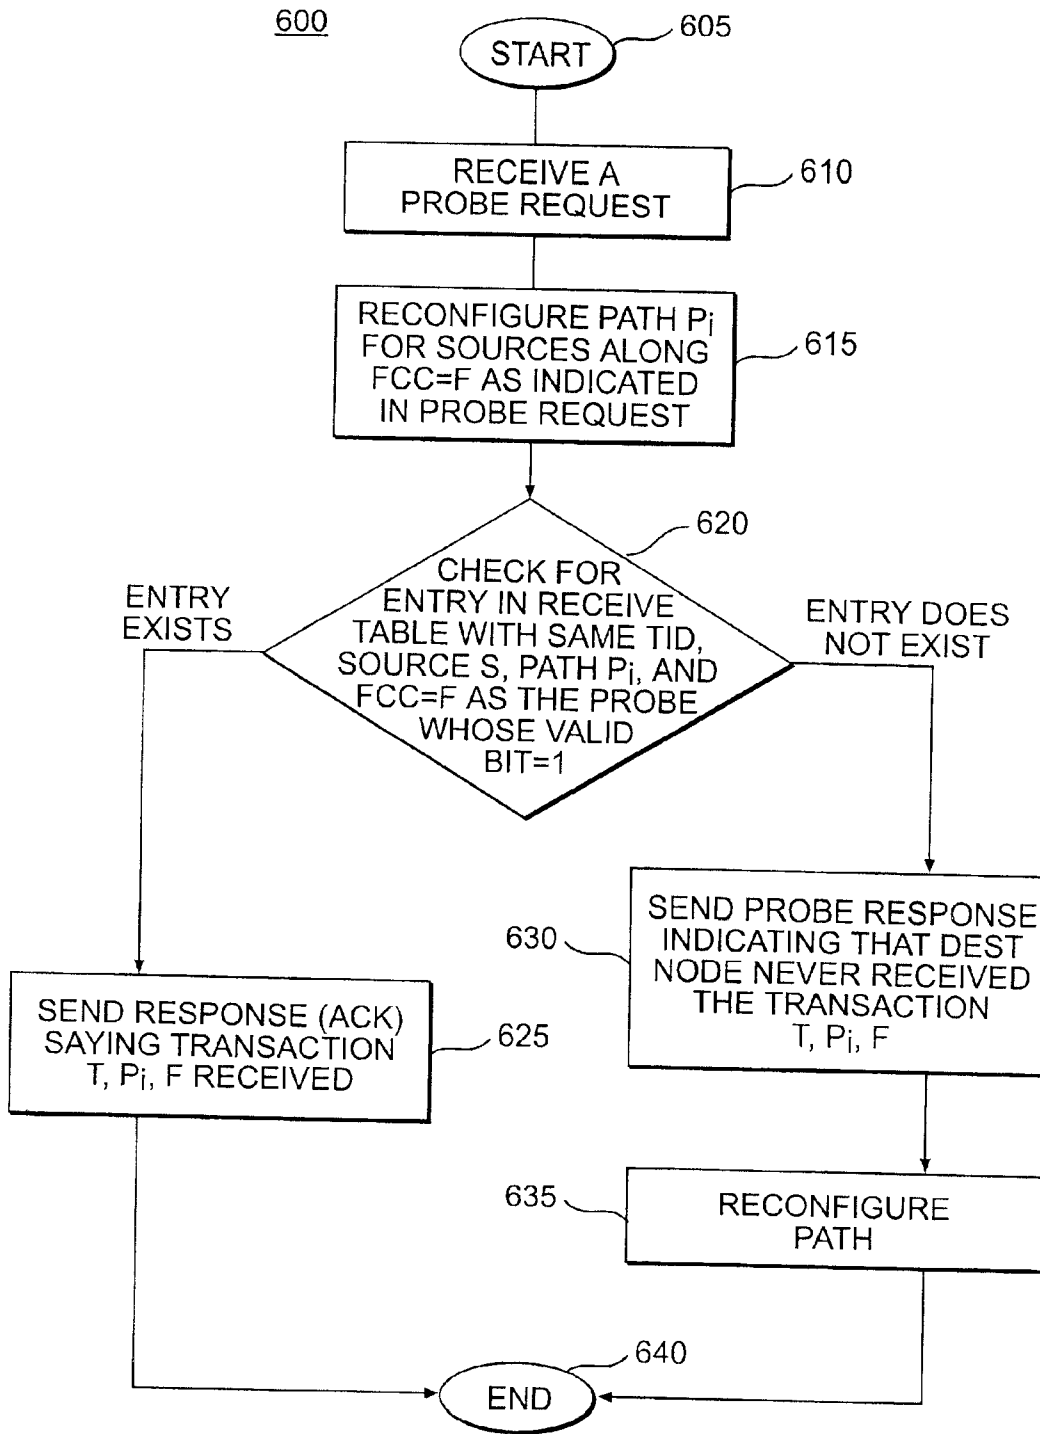 600
START
605
RECEIVE A
PROBE REQUEST
610
RECONFIGURE PATH Pi
FOR SOURCES ALONG
FCC=F AS INDICATED
IN PROBE REQUEST
615
620
CHECK FOR
ENTRY IN RECEIVE
TABLE WITH SAME TID,
SOURCE S, PATH Pi, AND
FCC=F AS THE PROBE
WHOSE VALID
BIT=1
ENTRY
EXISTS
ENTRY DOES
NOT EXIST
SEND RESPONSE (ACK)
SAYING TRANSACTION
T, Pi, F RECEIVED
625
630
SEND PROBE RESPONSE
INDICATING THAT DEST
NODE NEVER RECEIVED
THE TRANSACTION
T, Pi, F
635
RECONFIGURE
PATH
640
END